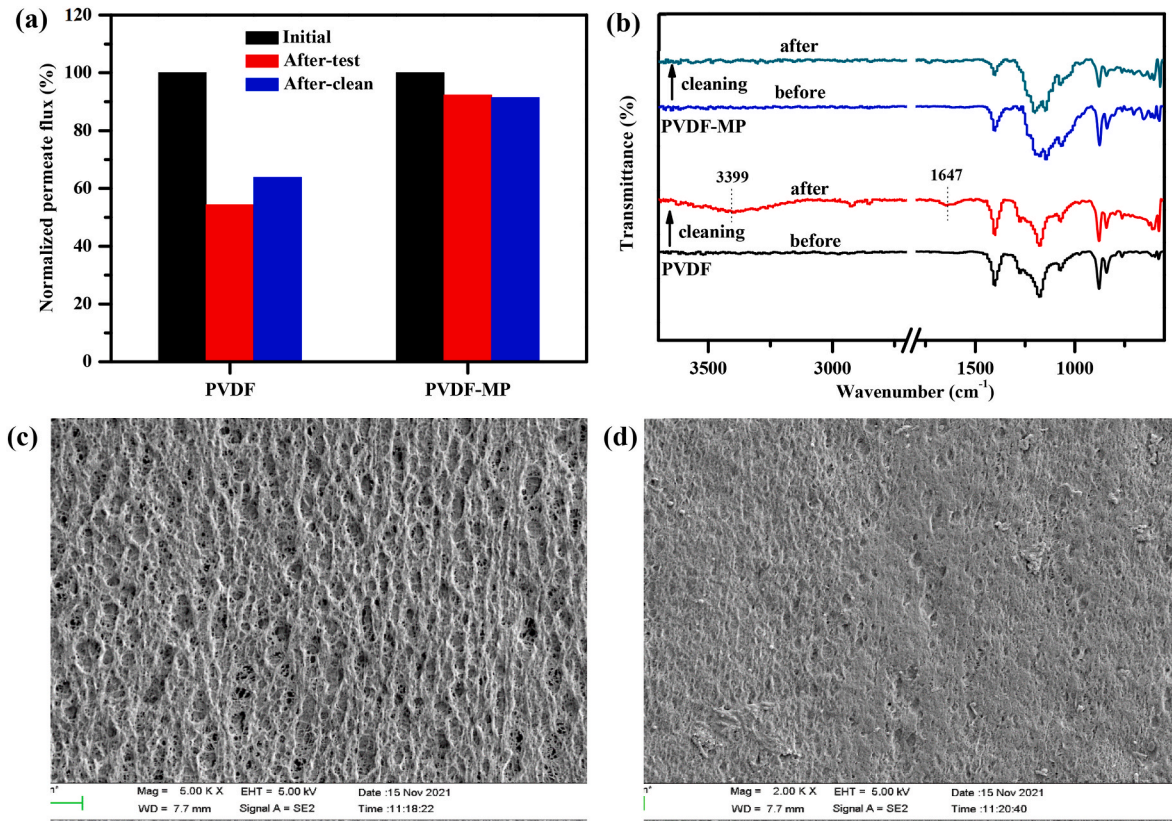 (a)
120
100
80
60
40
20
0
Normalized permeate flux (%)
Initial
After-test
After-clean
PVDF
PVDF-MP
(b)
after
cleaning
before
PVDF-MP
3399
1647
after
cleaning
before
PVDF
Transmittance (%)
3500
3000
1500
1000
Wavenumber (cm⁻¹)
(c)
Mag = 5.00 K X EHT = 5.00 kV Date :15 Nov 2021
WD = 7.7 mm Signal A = SE2 Time :11:18:22
(d)
Mag = 2.00 K X EHT = 5.00 kV Date :15 Nov 2021
WD = 7.7 mm Signal A = SE2 Time :11:20:40